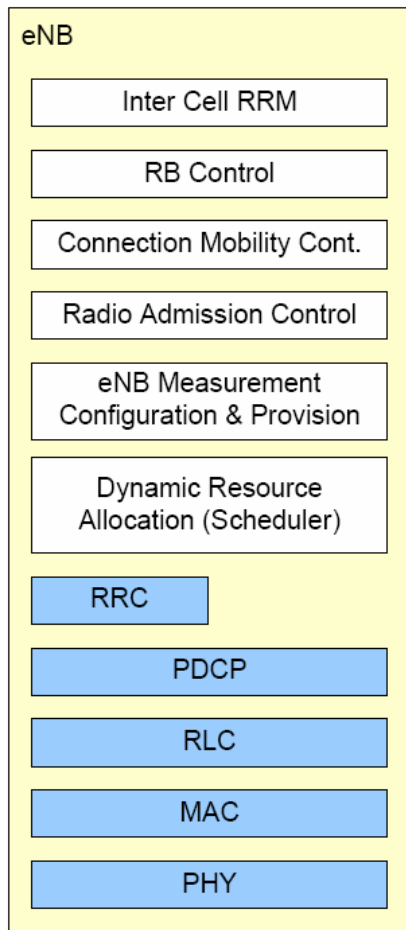 eNB
Inter Cell RRM
RB Control
Connection Mobility Cont.
Radio Admission Control
eNB Measurement
Configuration & Provision
Dynamic Resource
Allocation (Scheduler)
RRC
PDCP
RLC
MAC
PHY